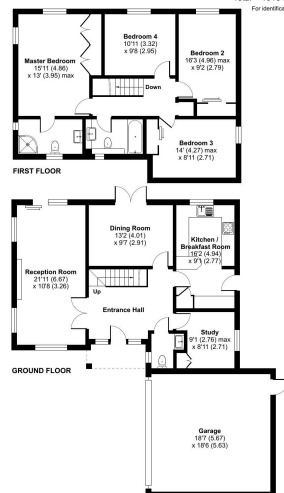 For identifica
Bedroom 4
10'11 (3.32)
x 9'8 (2.95)
Master Bedroom
15'11 (4.86)
x 13' (3.95) max
Bedroom 2
16'3 (4.96) max
x 9'2 (2.79)
Down
Bedroom 3
14' (4.27) max
x 8'11 (2.71)
FIRST FLOOR
Dining Room
13'2 (4.01)
x 9'7 (2.91)
Kitchen /
Breakfast Room
16'2 (4.94)
x 9'1 (2.77)
Reception Room
21'11 (6.67)
x 10'8 (3.26)
Up
Entrance Hall
Study
9'1 (2.76) max
x 8'11 (2.71)
GROUND FLOOR
Garage
18'7 (5.67)
x 18'6 (5.63)